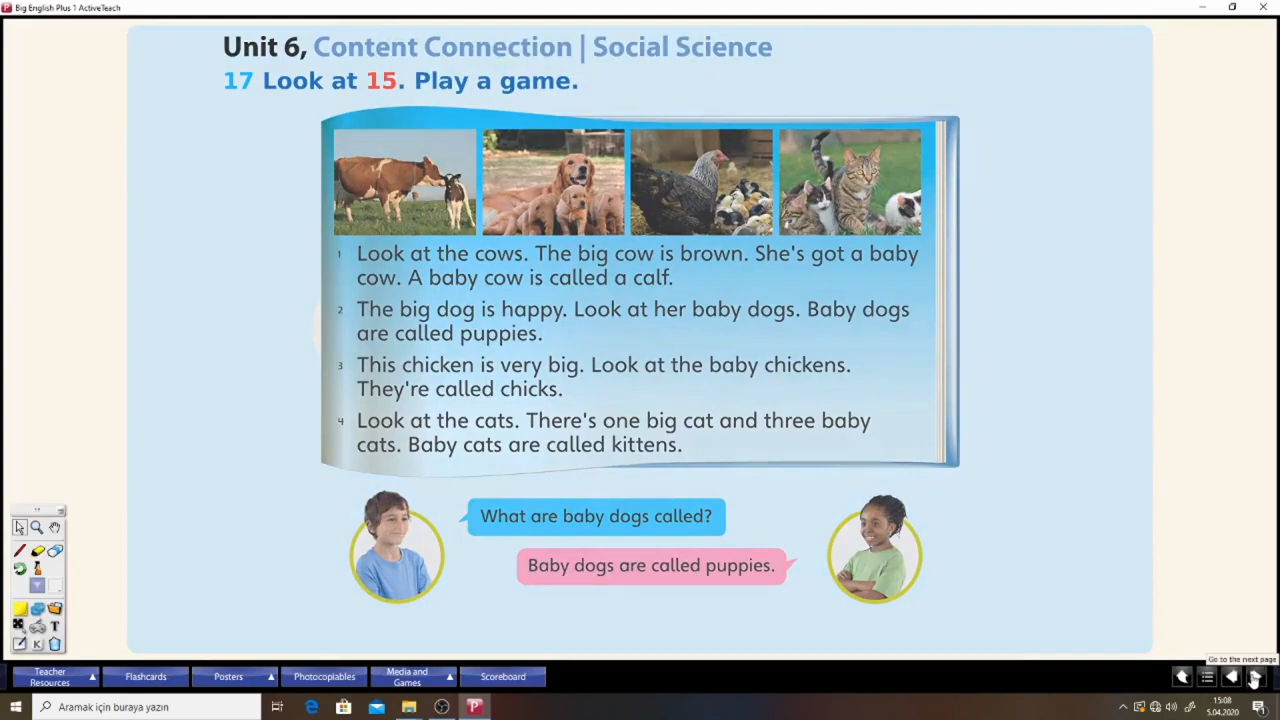 Big English Plus 1 ActiveTeach
Unit 6, Content Connection | Social Science
17 Look at 15. Play a game.
1 Look at the cows. The big cow is brown. She's got a baby
cow. A baby cow is called a calf.
2 The big dog is happy. Look at her baby dogs. Baby dogs
are called puppies.
3 This chicken is very big. Look at the baby chickens.
They're called chicks.
4 Look at the cats. There's one big cat and three baby
cats. Baby cats are called kittens.
What are baby dogs called?
Baby dogs are called puppies.
Go to the next page
Teacher
Resources
Flashcards
Posters
Photocopiables
Media and
Games
Scoreboard
Aramak için buraya yazın
15:08
5.04.2020